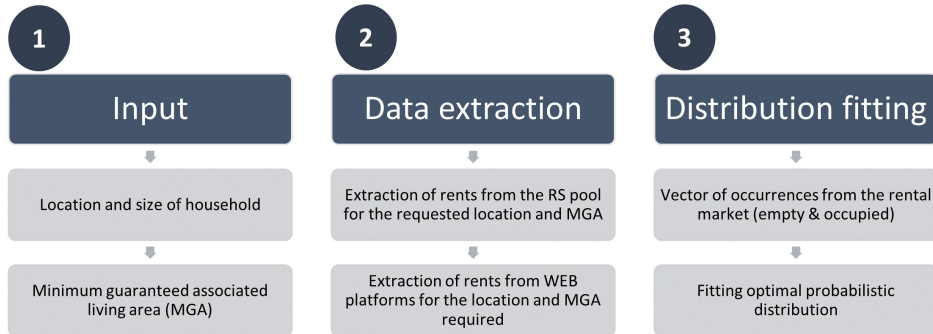 1
Input
Location and size of household
Minimum guaranteed associated
living area (MGA)
2
Data extraction
Extraction of rents from the RS pool
for the requested location and MGA
Extraction of rents from WEB
platforms for the location and MGA
required
3
Distribution fitting
Vector of occurrences from the rental
market (empty & occupied)
Fitting optimal probabilistic
distribution